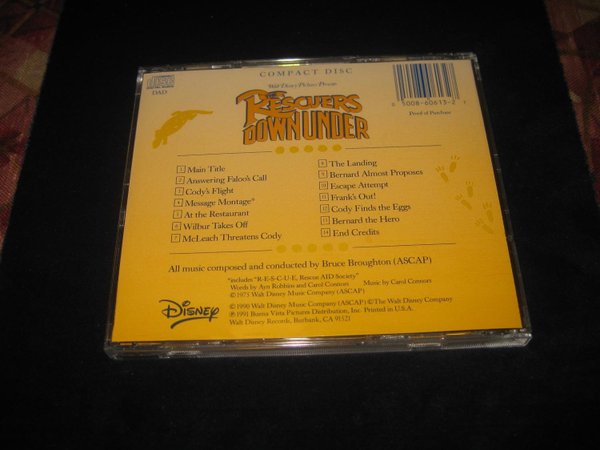 COMPACT DISC
DAD
Walt Disney Pictures Presents
THE
RESCUERS
DOWN UNDER
5008-60613-2
Proof of Purchase
1 Main Title
2 Answering Faloo's Call
3 Cody's Flight
4 Message Montage*
5 At the Restaurant
6 Wilbur Takes Off
7 McLeach Threatens Cody
8 The Landing
9 Bernard Almost Proposes
10 Escape Attempt
11 Frank's Out!
12 Cody Finds the Eggs
13 Bernard the Hero
14 End Credits
All music composed and conducted by Bruce Broughton (ASCAP)
*includes "R-E-S-C-U-E, Rescue AID Society"
Words by Ayn Robbins and Carol Connors Music by Carol Connors
©1975 Walt Disney Music Company (ASCAP)
DISNEY
©1990 Walt Disney Music Company (ASCAP) ©The Walt Disney Company
℗1991 Buena Vista Pictures Distribution, Inc. Printed in U.S.A.
Walt Disney Records, Burbank, CA 91521